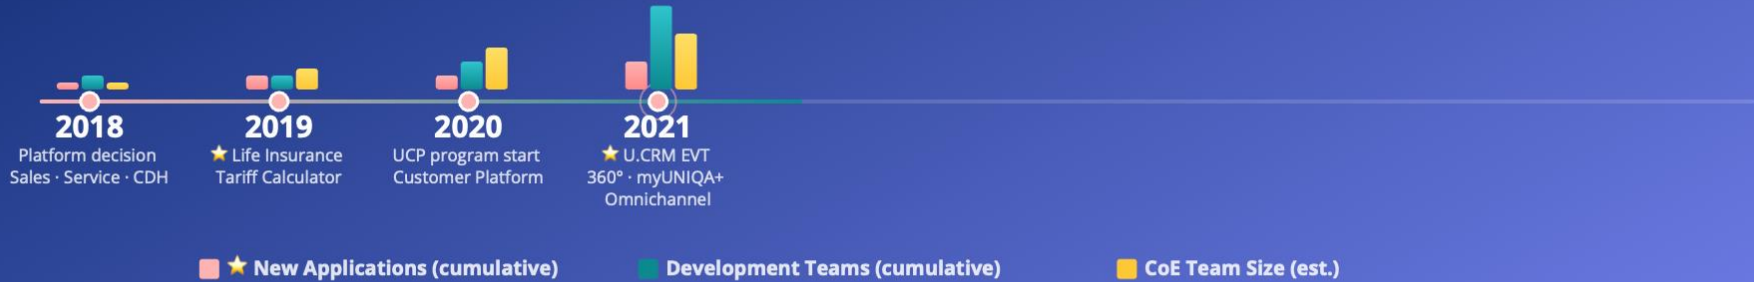 2018
Platform decision
Sales · Service · CDH
2019
⭐ Life Insurance
Tariff Calculator
2020
UCP program start
Customer Platform
2021
⭐ U.CRM EVT
360° · myUNIQA+
Omnichannel
⭐ New Applications (cumulative)
Development Teams (cumulative)
CoE Team Size (est.)